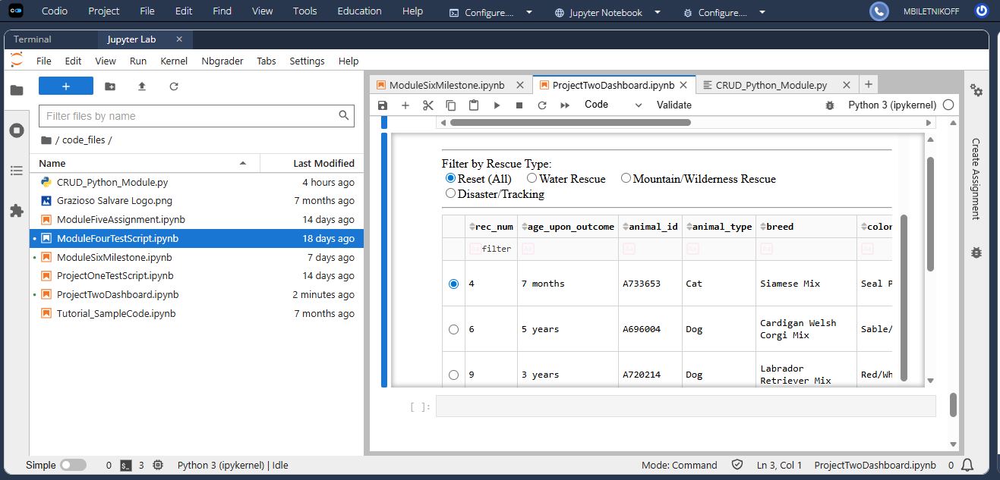 Codio Project File Edit Find View Tools Education Help Configure.... Jupyter Notebook Configure.... MBILETNIKOFF
Terminal Jupyter Lab
File Edit View Run Kernel Nbgrader Tabs Settings Help
ModuleSixMilestone.ipynb ProjectTwoDashboard.ipynb CRUD_Python_Module.py
Filter files by name
Code Validate Python 3 (ipykernel)
/ code_files /
Name Last Modified
CRUD_Python_Module.py 4 hours ago
Grazioso Salvare Logo.png 7 months ago
ModuleFiveAssignment.ipynb 14 days ago
ModuleFourTestScript.ipynb 18 days ago
ModuleSixMilestone.ipynb 7 days ago
ProjectOneTestScript.ipynb 14 days ago
ProjectTwoDashboard.ipynb 2 minutes ago
Tutorial_SampleCode.ipynb 7 months ago
Filter by Rescue Type:
Reset (All) Water Rescue Mountain/Wilderness Rescue
Disaster/Tracking
rec_num age_upon_outcome animal_id animal_type breed color
Aa filter Aa Aa Aa Aa Aa
4 7 months A733653 Cat Siamese Mix Seal P
6 5 years A696004 Dog Cardigan Welsh Corgi Mix Sable/
9 3 years A720214 Dog Labrador Retriever Mix Red/Wh
[ ]:
Create Assignment
Simple 0 $_ 3 Python 3 (ipykernel) | Idle Mode: Command Ln 3, Col 1 ProjectTwoDashboard.ipynb 0